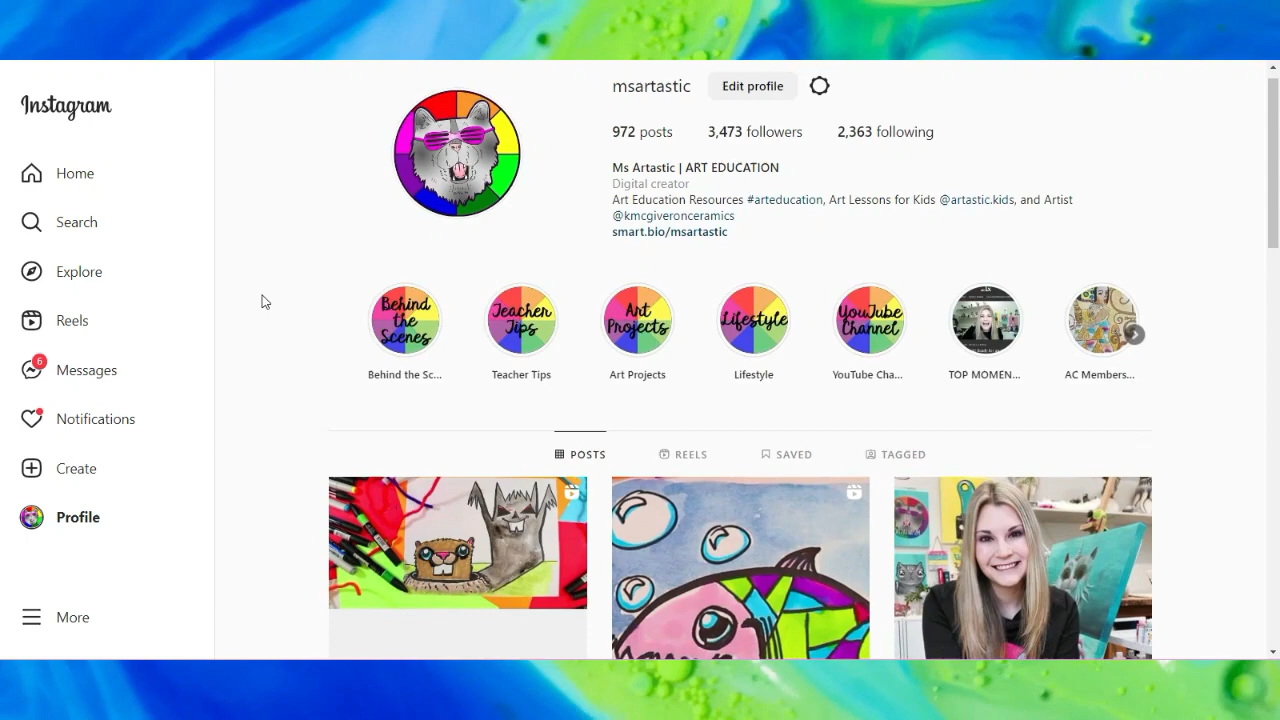 Instagram
Home
Search
Explore
Reels
6
Messages
Notifications
Create
Profile
More
msartastic
Edit profile
972 posts 3,473 followers 2,363 following
Ms Artastic | ART EDUCATION
Digital creator
Art Education Resources #arteducation, Art Lessons for Kids @artastic.kids, and Artist
@kmcgiveronceramics
smart.bio/msartastic
Behind
the
Scenes
Teacher
Tips
Art
Projects
Lifestyle
YouTube
Channel
Behind the Sc... Teacher Tips Art Projects Lifestyle YouTube Cha... TOP MOMEN... AC Members...
POSTS REELS SAVED TAGGED